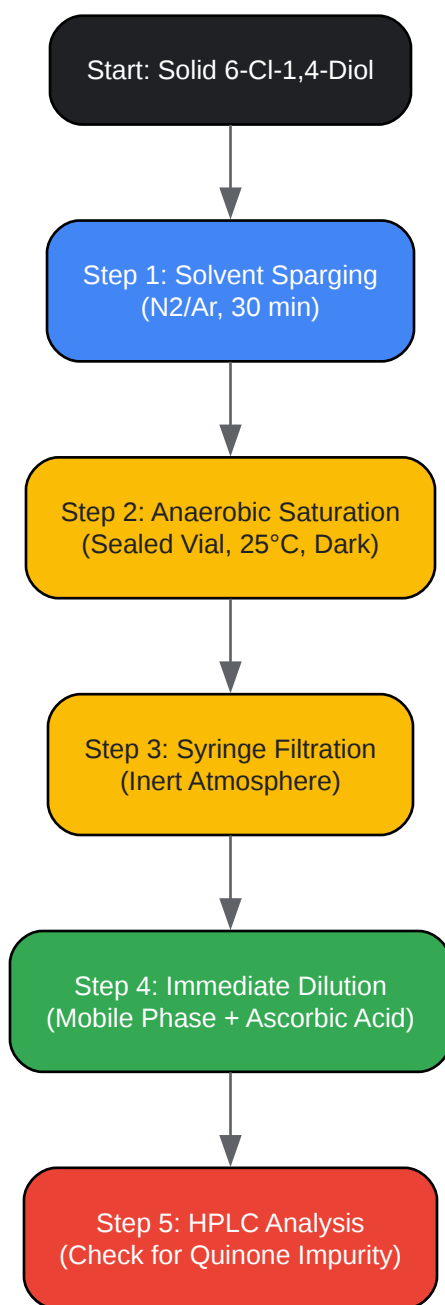 Start: Solid 6-Cl-1,4-Diol
Step 1: Solvent Sparging
(N2/Ar, 30 min)
Step 2: Anaerobic Saturation
(Sealed Vial, 25°C, Dark)
Step 3: Syringe Filtration
(Inert Atmosphere)
Step 4: Immediate Dilution
(Mobile Phase + Ascorbic Acid)
Step 5: HPLC Analysis
(Check for Quinone Impurity)